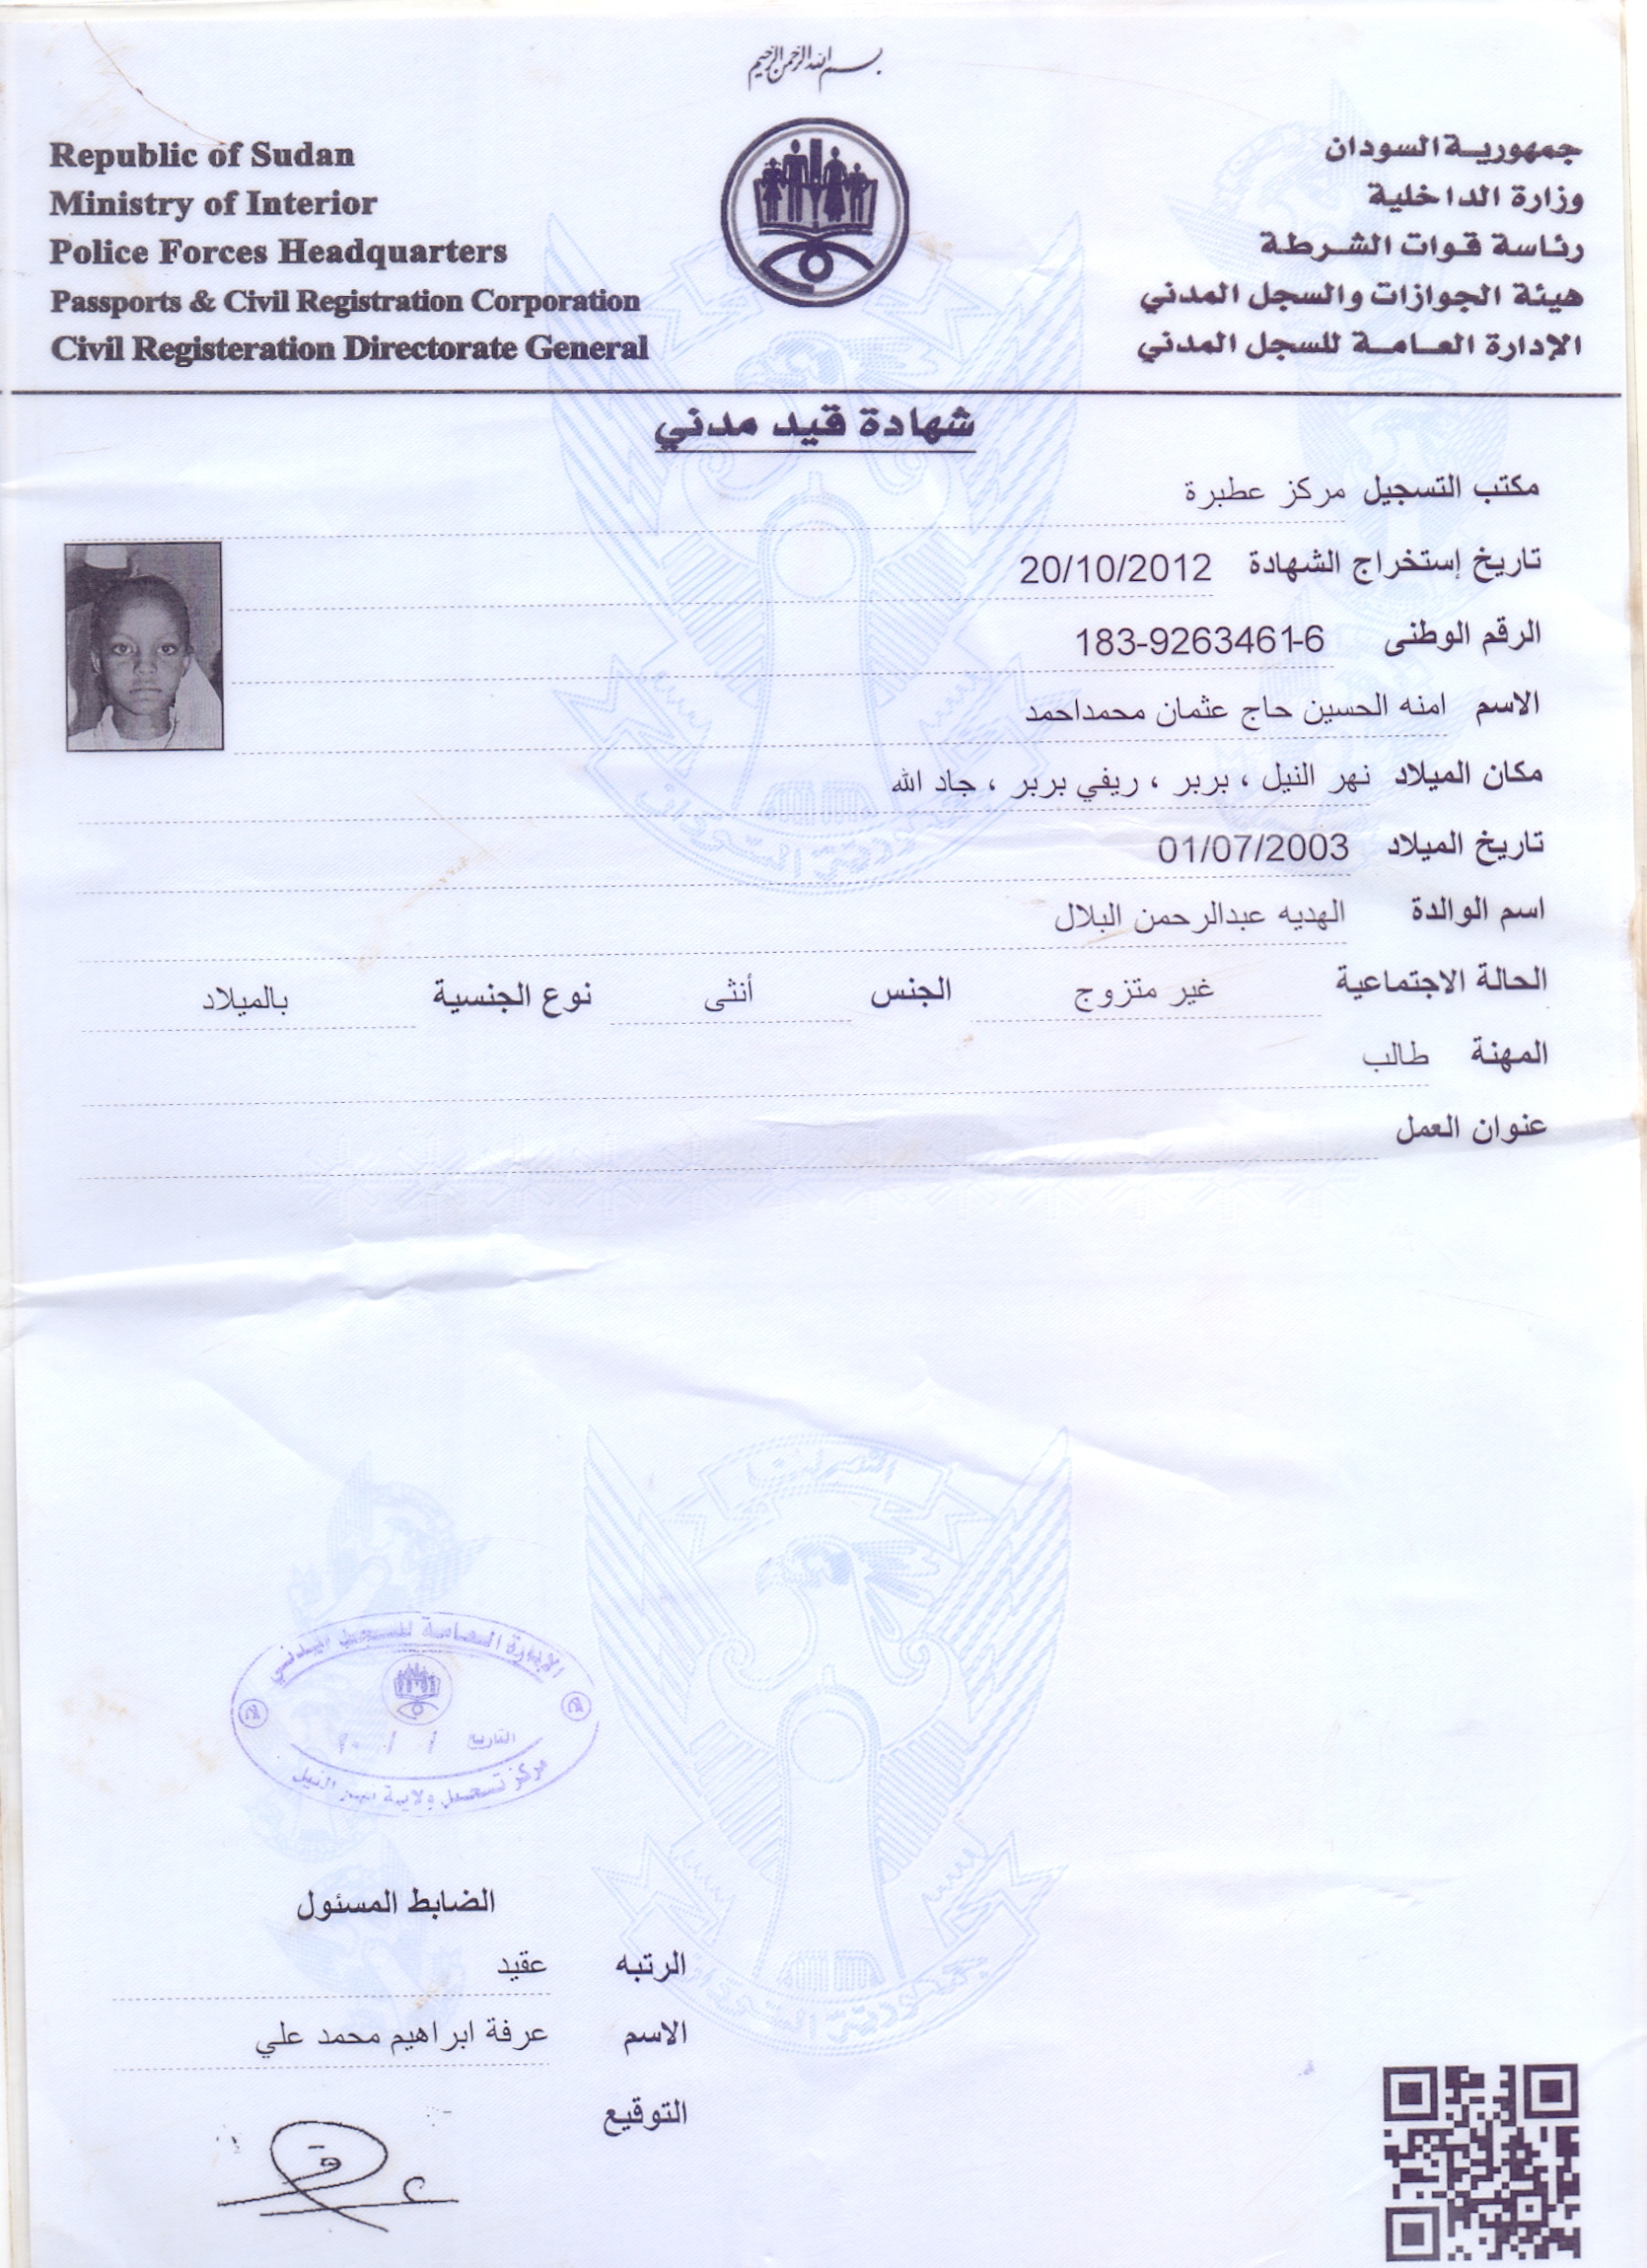 بسم الله الرحمن الرحيم
Republic of Sudan
Ministry of Interior
Police Forces Headquarters
Passports & Civil Registration Corporation
Civil Registeration Directorate General
جمهورية السودان
وزارة الداخلية
رئاسة قوات الشرطة
هيئة الجوازات والسجل المدني
الإدارة العامة للسجل المدني
شهادة قيد مدني
مكتب التسجيل مركز عطبرة
تاريخ إستخراج الشهادة 20/10/2012
الرقم الوطنى 183-9263461-6
الاسم امنه الحسين حاج عثمان محمداحمد
مكان الميلاد نهر النيل ، بربر ، ريفي بربر ، جاد الله
تاريخ الميلاد 01/07/2003
اسم الوالدة الهديه عبدالرحمن البلال
الحالة الاجتماعية غير متزوج الجنس أنثى نوع الجنسية بالميلاد
المهنة طالب
عنوان العمل
الإدارة العامة للسجل المدني
التاريخ / /
مركز تسجيل ولاية نهر النيل
الضابط المسئول
الرتبه عقيد
الاسم عرفة ابراهيم محمد علي
التوقيع
جمهورية السودان